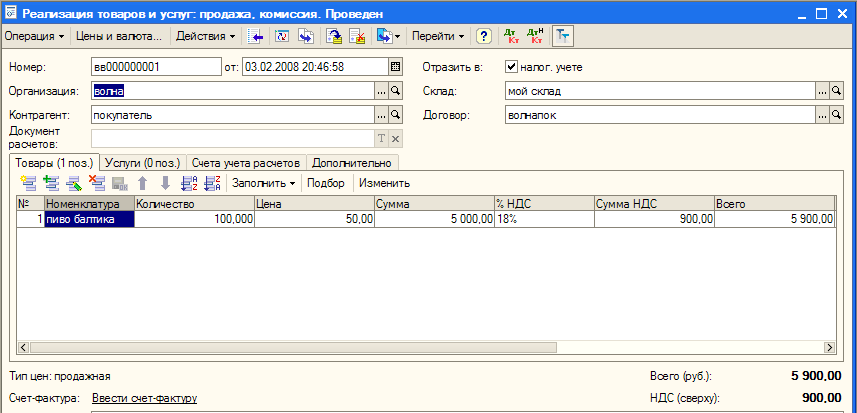 Реализация товаров и услуг: продажа, комиссия. Проведен
Операция Цены и валюта... Действия Перейти ? Дт Кт ДтН Кт Тт
Номер: вв000000001 от: 03.02.2008 20:46:58 Отразить в: налог. учете
Организация: волна ... Склад: мой склад ...
Контрагент: покупатель ... Договор: волнапок ...
Документ расчетов: T
Товары (1 поз.) Услуги (0 поз.) Счета учета расчетов Дополнительно
Заполнить Подбор Изменить
№ Номенклатура Количество Цена Сумма % НДС Сумма НДС Всего
1 пиво балтика 100,000 50,00 5 000,00 18% 900,00 5 900,00
Тип цен: продажная Всего (руб.): 5 900,00
Счет-фактура: Ввести счет-фактуру НДС (сверху): 900,00